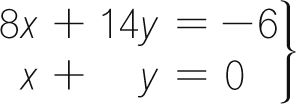 8x + 14y = −6
x + y = 0